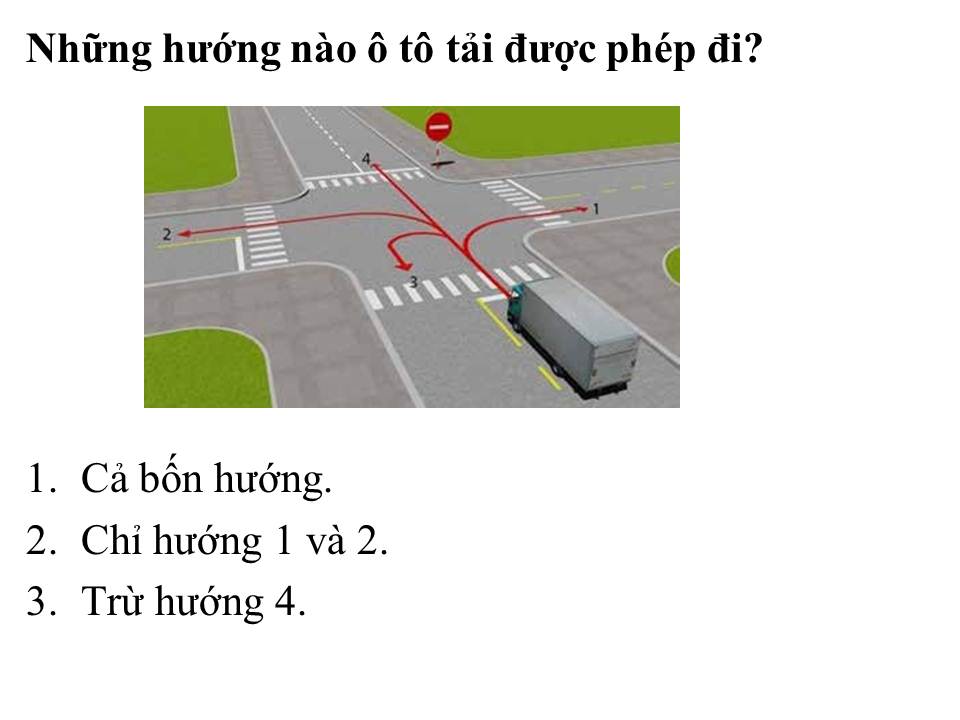 Những hướng nào ô tô tải được phép đi?
4
1
2
3
1. Cả bốn hướng.
2. Chỉ hướng 1 và 2.
3. Trừ hướng 4.